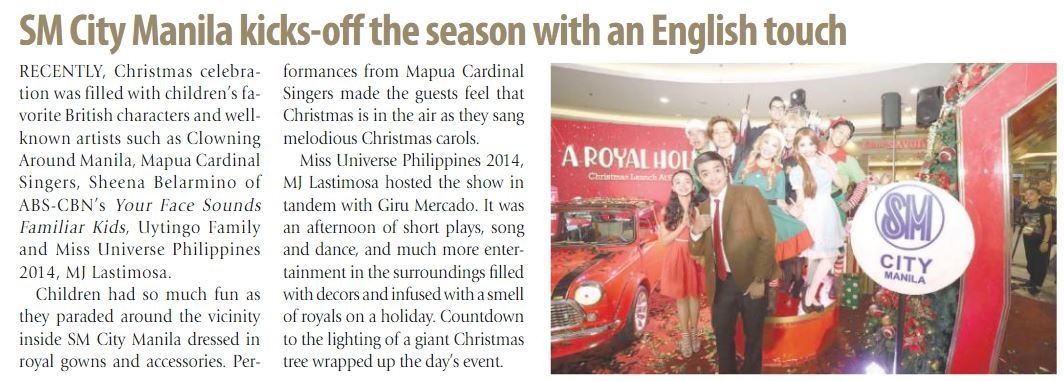 SM City Manila kicks-off the season with an English touch
RECENTLY, Christmas celebra-
tion was filled with children's fa-
vorite British characters and well-
known artists such as Clowning
Around Manila, Mapua Cardinal
Singers, Sheena Belarmino of
ABS-CBN's Your Face Sounds
Familiar Kids, Uytingo Family
and Miss Universe Philippines
2014, MJ Lastimosa.
Children had so much fun as
they paraded around the vicinity
inside SM City Manila dressed in
royal gowns and accessories. Per-
formances from Mapua Cardinal
Singers made the guests feel that
Christmas is in the air as they sang
melodious Christmas carols.
Miss Universe Philippines 2014,
MJ Lastimosa hosted the show in
tandem with Giru Mercado. It was
an afternoon of short plays, song
and dance, and much more enter-
tainment in the surroundings filled
with decors and infused with a smell
of royals on a holiday. Countdown
to the lighting of a giant Christmas
tree wrapped up the day's event.
A ROYAL HOL
Christmas Launch
SM
CITY
MANILA